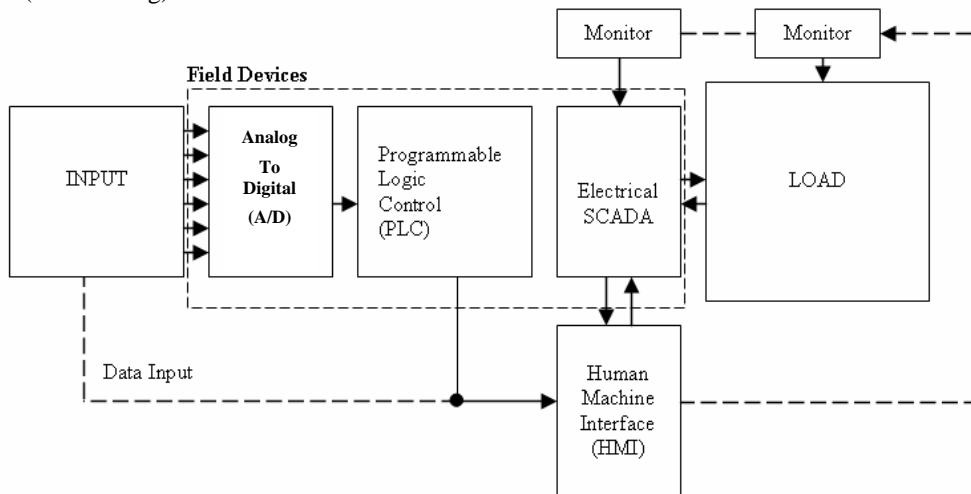 Monitor
Monitor
Field Devices
INPUT
Analog
To
Digital
(A/D)
Programmable
Logic
Control
(PLC)
Electrical
SCADA
LOAD
Data Input
Human
Machine
Interface
(HMI)